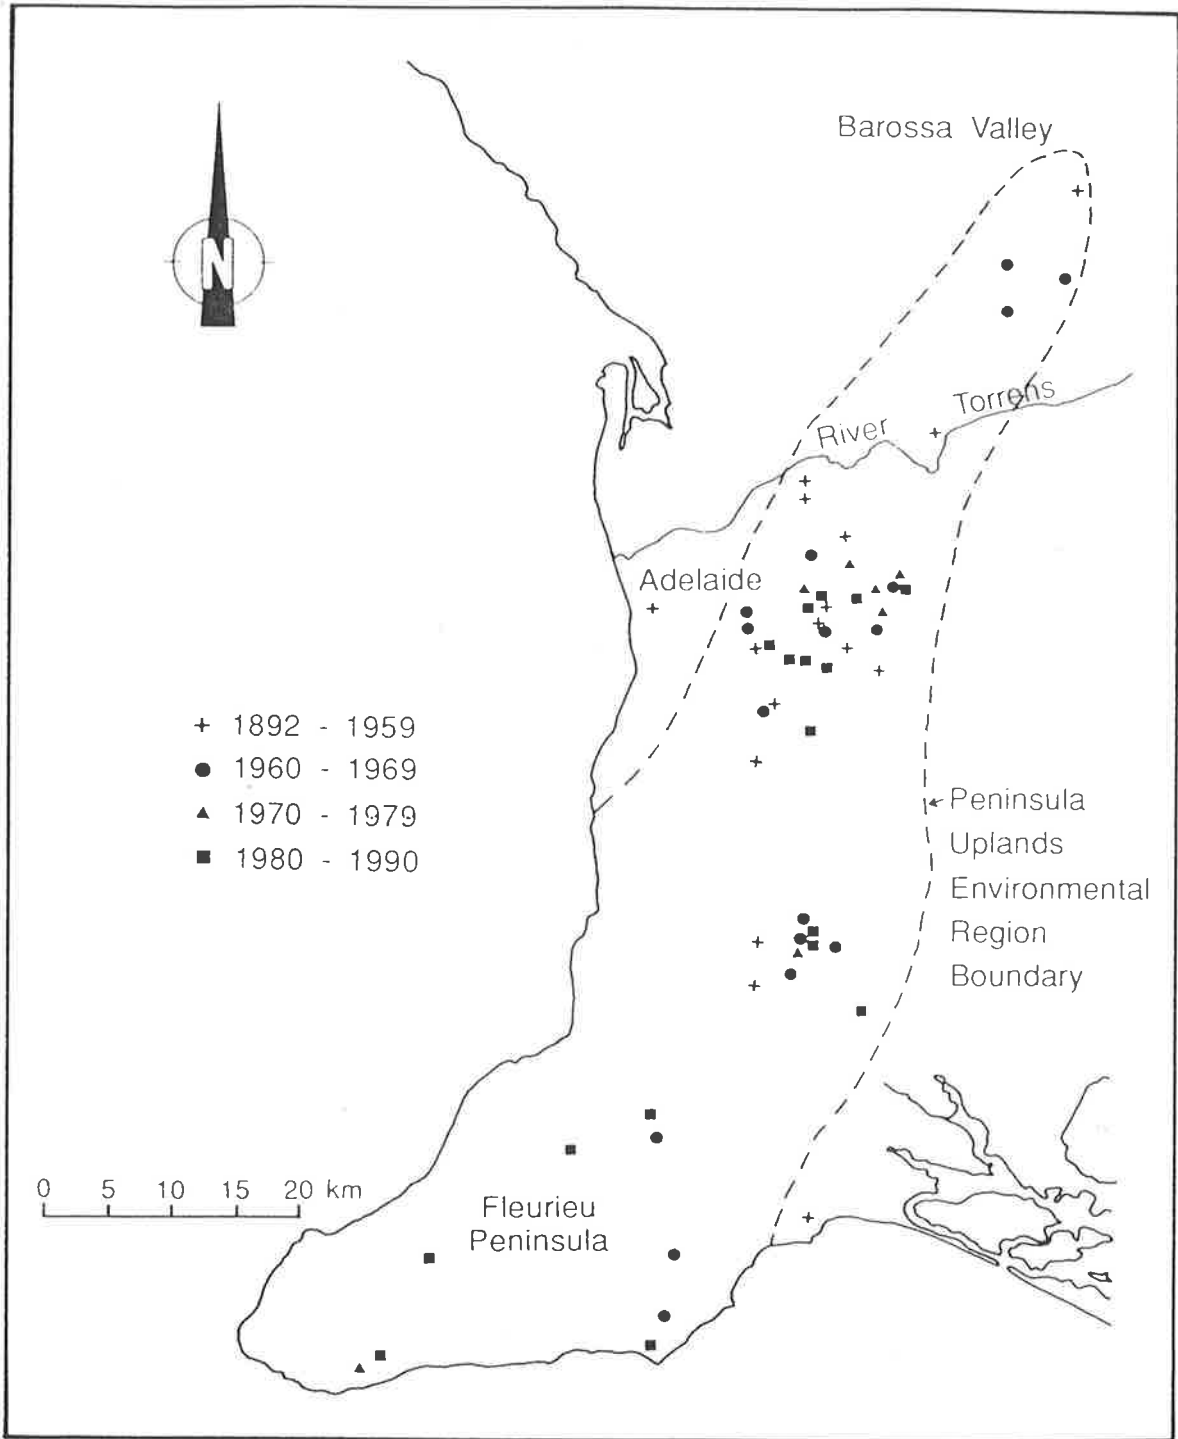 Barossa Valley
N
River Torrens
Adelaide
+ 1892 - 1959
● 1960 - 1969
▲ 1970 - 1979
■ 1980 - 1990
Peninsula
Uplands
Environmental
Region
Boundary
0 5 10 15 20 km
Fleurieu
Peninsula